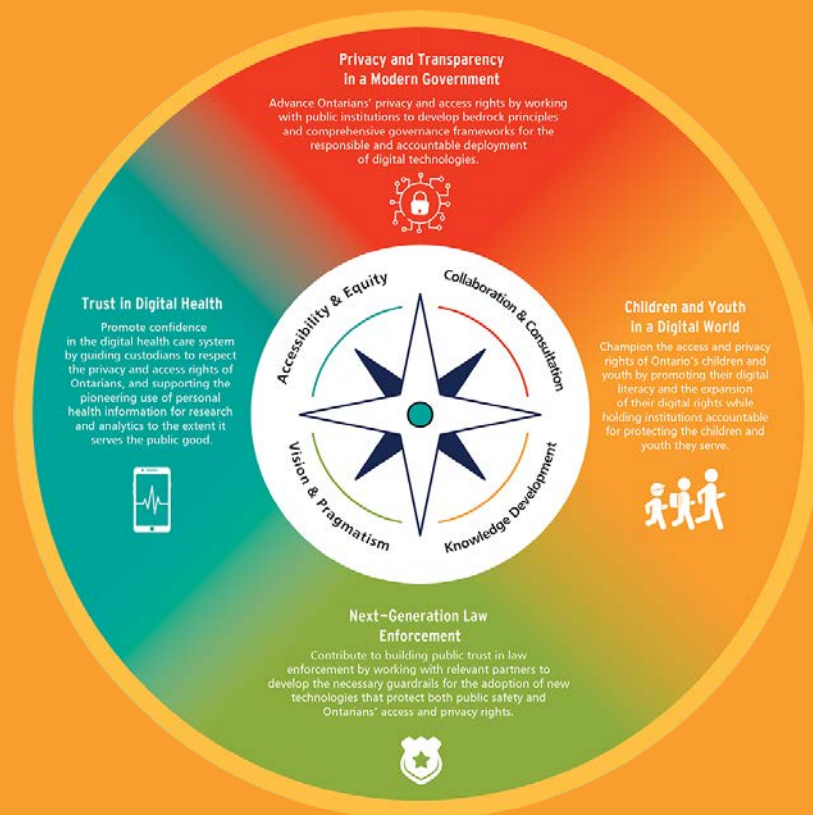 Privacy and Transparency
in a Modern Government
Advance Ontarians' privacy and access rights by working
with public institutions to develop bedrock principles
and comprehensive governance frameworks for the
responsible and accountable deployment
of digital technologies.
Trust in Digital Health
Promote confidence
in the digital health care system
by guiding custodians to respect
the privacy and access rights of
Ontarians, and supporting the
pioneering use of personal
health information for research
and analytics to the extent it
serves the public good.
Accessibility & Equity
Collaboration & Consultation
Vision & Pragmatism
Knowledge Development
Children and Youth
in a Digital World
Champion the access and privacy
rights of Ontario's children and
youth by promoting their digital
literacy and the expansion
of their digital rights while
holding institutions accountable
for protecting the children and
youth they serve.
Next-Generation Law
Enforcement
Contribute to building public trust in law
enforcement by working with relevant partners to
develop the necessary guardrails for the adoption of new
technologies that protect both public safety and
Ontarians' access and privacy rights.